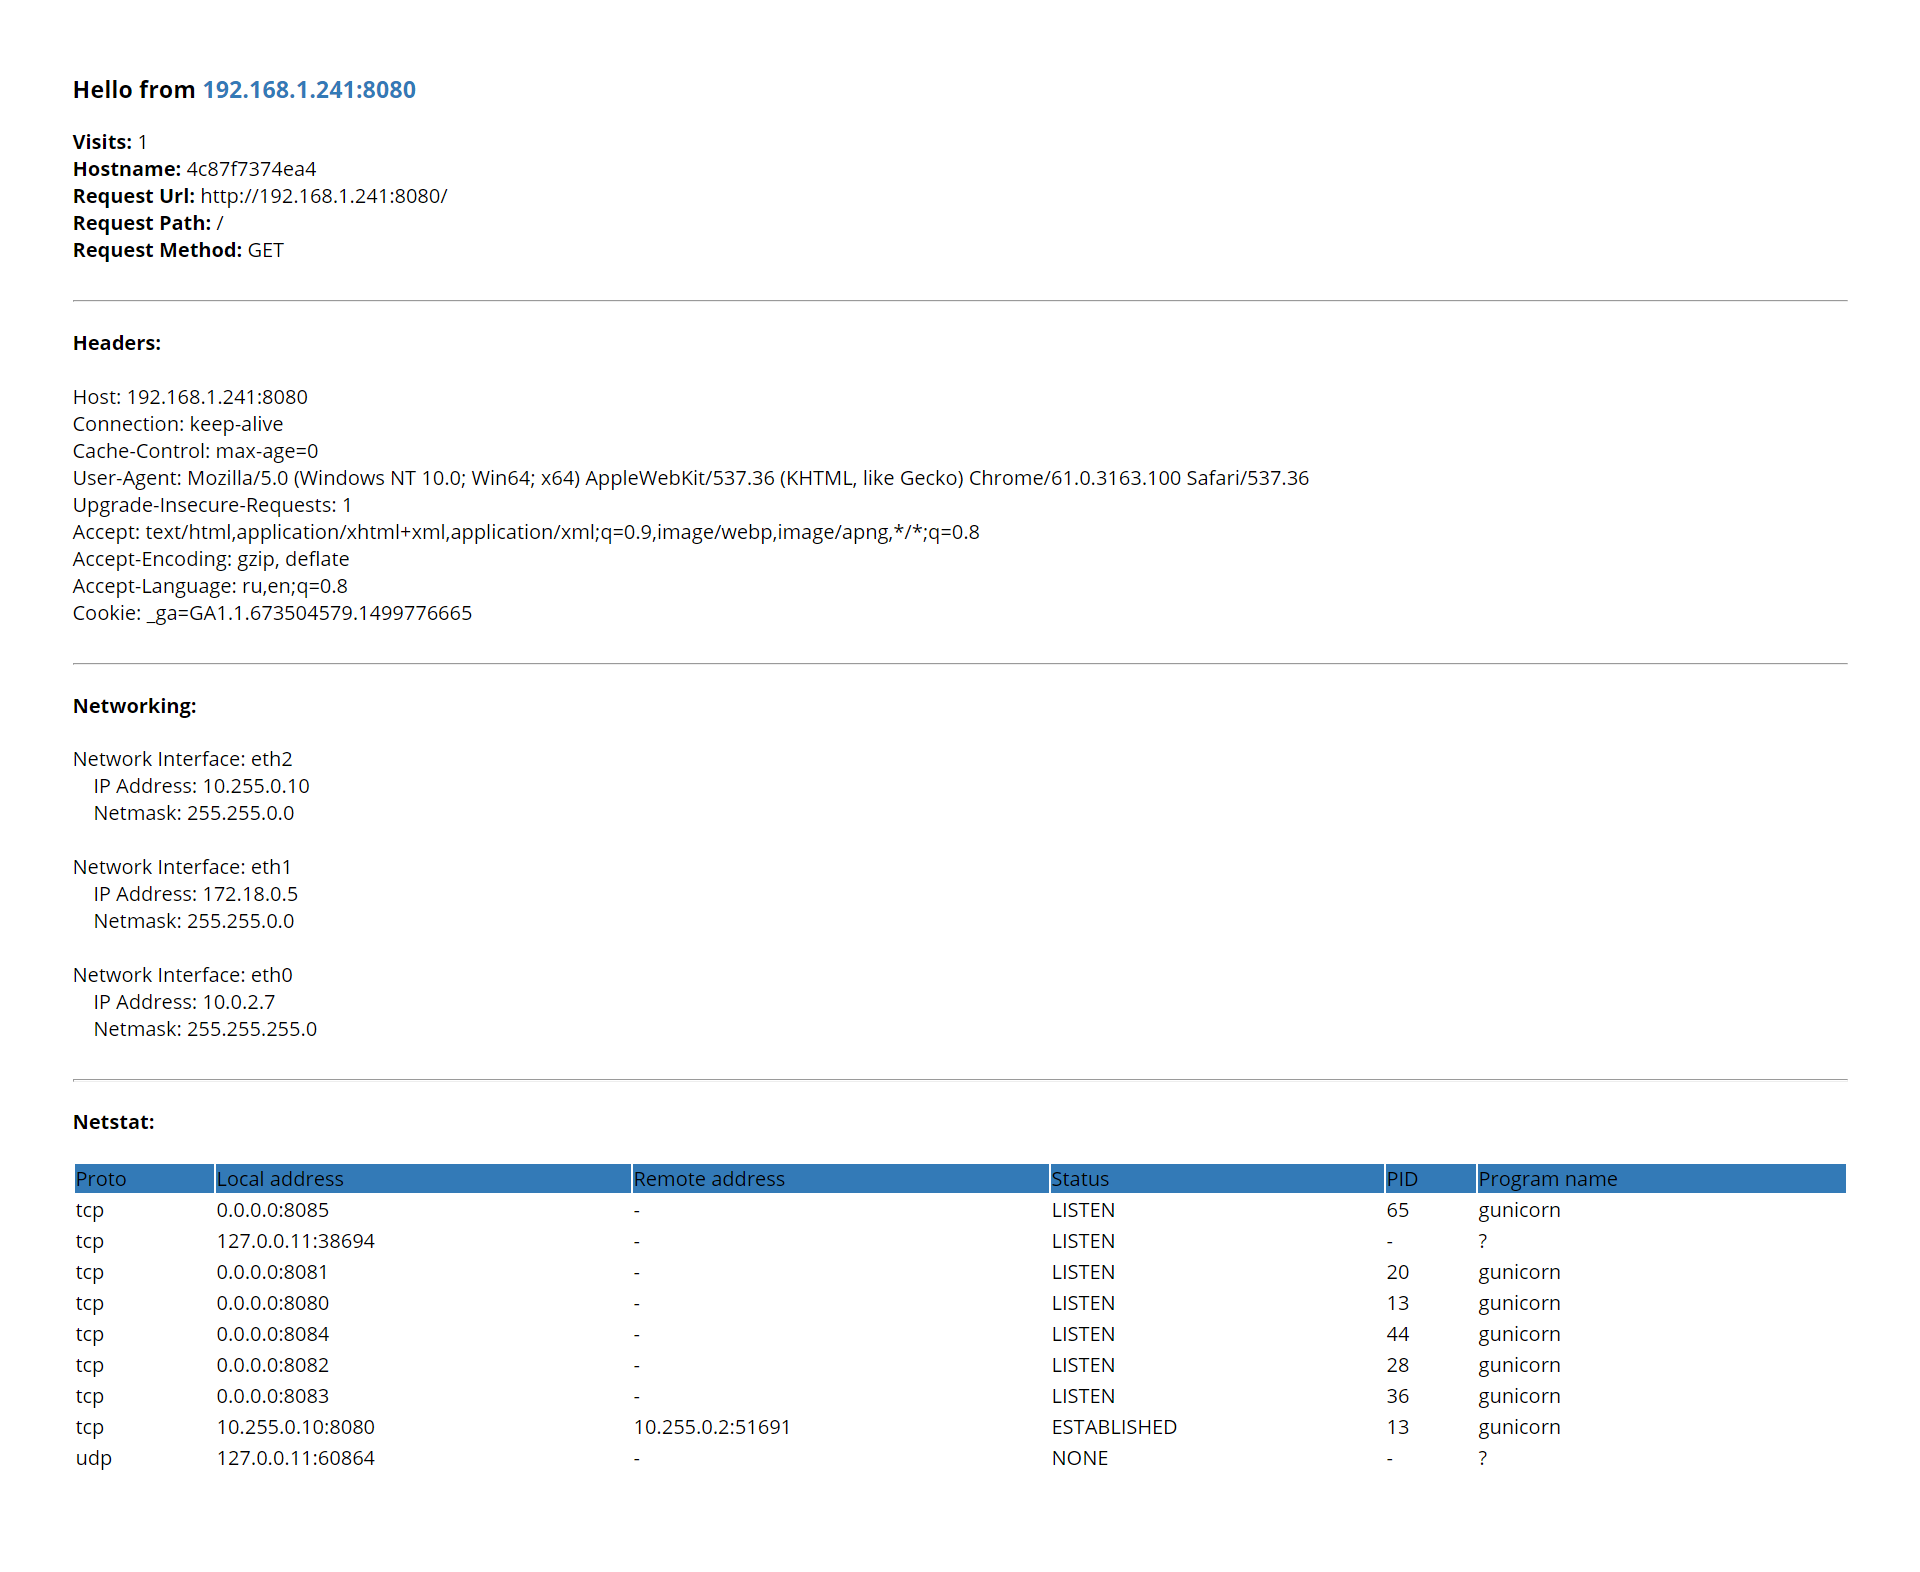 Hello from 192.168.1.241:8080
Visits: 1
Hostname: 4c87f7374ea4
Request Url: http://192.168.1.241:8080/
Request Path: /
Request Method: GET
Headers:
Host: 192.168.1.241:8080
Connection: keep-alive
Cache-Control: max-age=0
User-Agent: Mozilla/5.0 (Windows NT 10.0; Win64; x64) AppleWebKit/537.36 (KHTML, like Gecko) Chrome/61.0.3163.100 Safari/537.36
Upgrade-Insecure-Requests: 1
Accept: text/html,application/xhtml+xml,application/xml;q=0.9,image/webp,image/apng,*/*;q=0.8
Accept-Encoding: gzip, deflate
Accept-Language: ru,en;q=0.8
Cookie: _ga=GA1.1.673504579.1499776665
Networking:
Network Interface: eth2
IP Address: 10.255.0.10
Netmask: 255.255.0.0
Network Interface: eth1
IP Address: 172.18.0.5
Netmask: 255.255.0.0
Network Interface: eth0
IP Address: 10.0.2.7
Netmask: 255.255.255.0
Netstat:
Proto Local address Remote address Status PID Program name
tcp 0.0.0.0:8085 - LISTEN 65 gunicorn
tcp 127.0.0.11:38694 - LISTEN - ?
tcp 0.0.0.0:8081 - LISTEN 20 gunicorn
tcp 0.0.0.0:8080 - LISTEN 13 gunicorn
tcp 0.0.0.0:8084 - LISTEN 44 gunicorn
tcp 0.0.0.0:8082 - LISTEN 28 gunicorn
tcp 0.0.0.0:8083 - LISTEN 36 gunicorn
tcp 10.255.0.10:8080 10.255.0.2:51691 ESTABLISHED 13 gunicorn
udp 127.0.0.11:60864 - NONE - ?